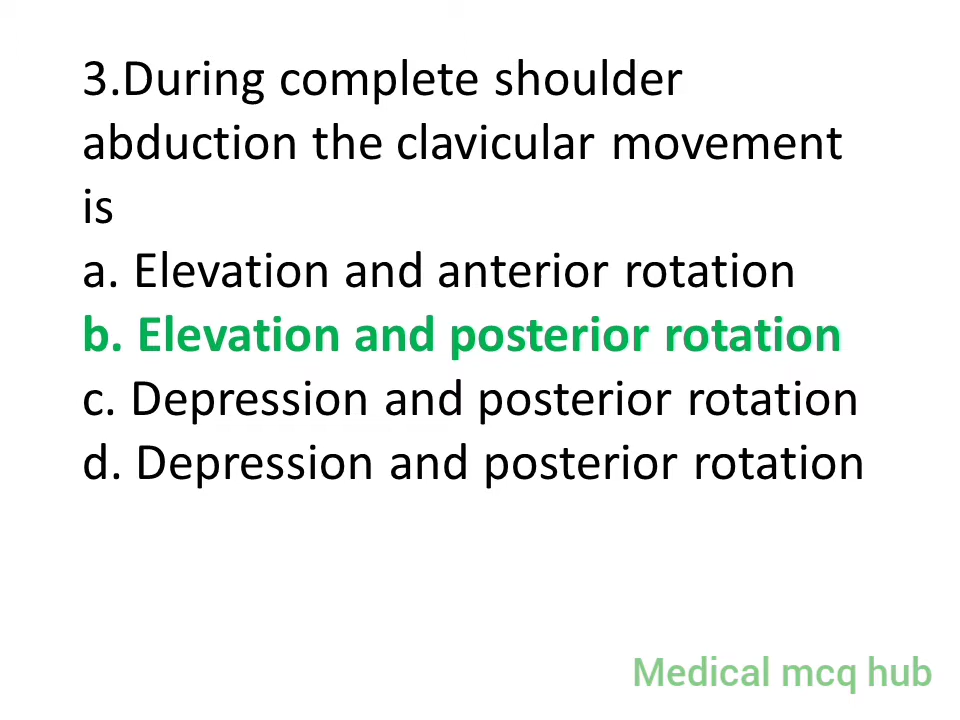 3.During complete shoulder
abduction the clavicular movement
is
a. Elevation and anterior rotation
b. Elevation and posterior rotation
c. Depression and posterior rotation
d. Depression and posterior rotation
Medical mcq hub